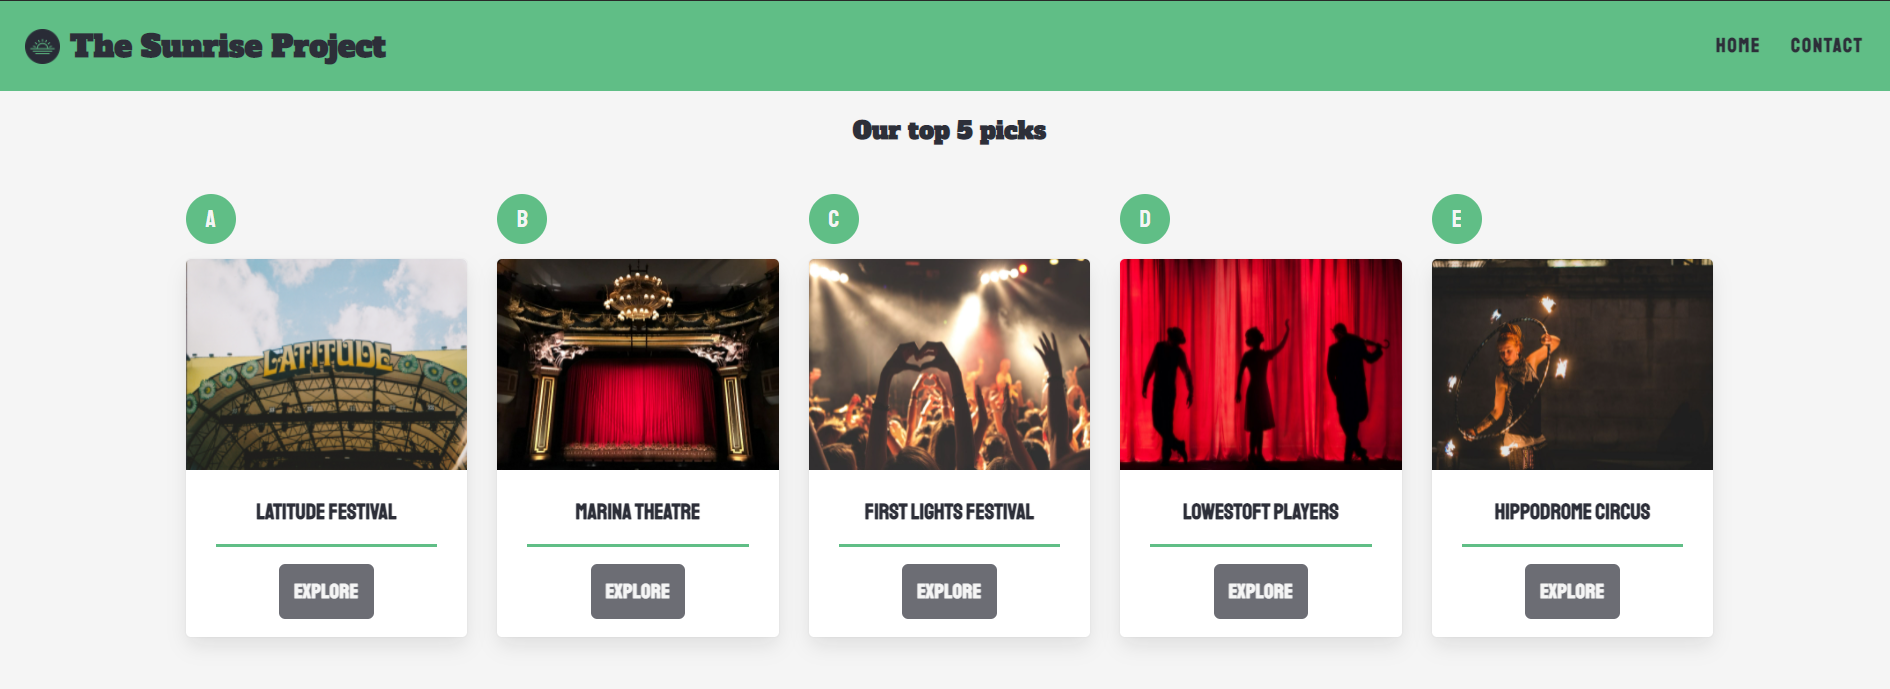 The Sunrise Project
HOME CONTACT
Our top 5 picks
A
B
C
D
E
LATITUDE
LATITUDE FESTIVAL
EXPLORE
MARINA THEATRE
EXPLORE
FIRST LIGHTS FESTIVAL
EXPLORE
LOWESTOFT PLAYERS
EXPLORE
HIPPODROME CIRCUS
EXPLORE